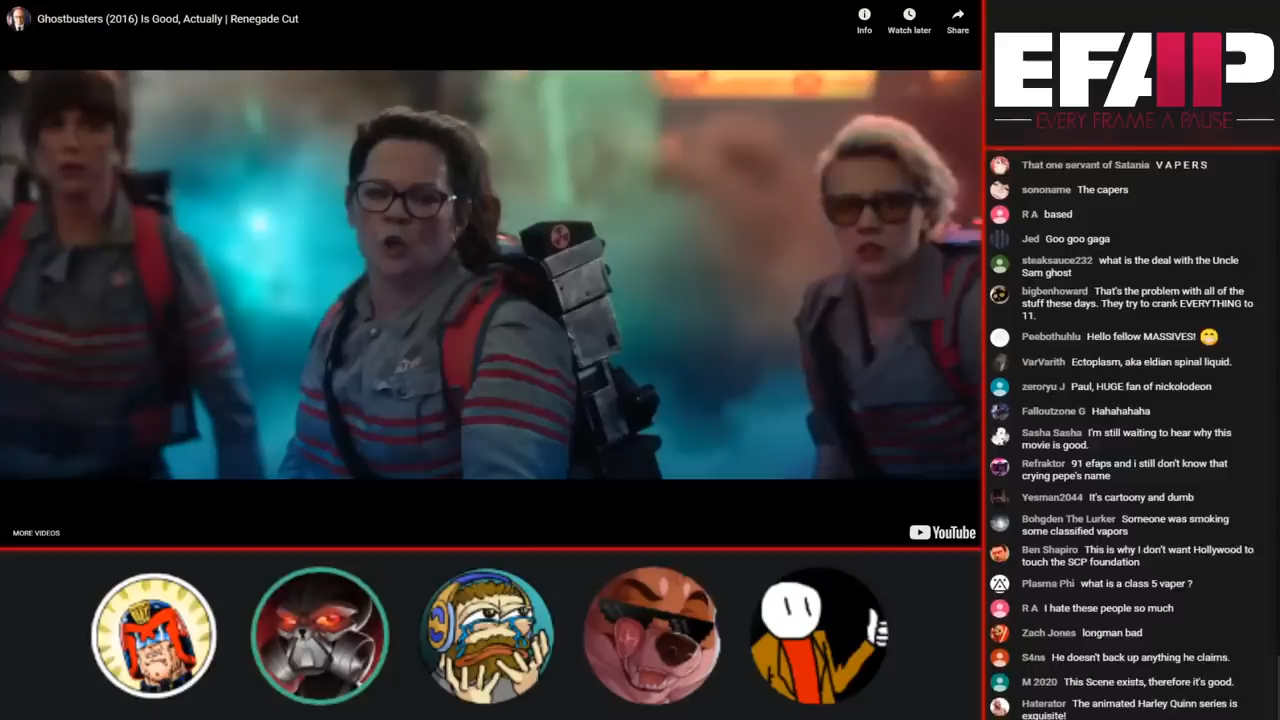 Ghostbusters (2016) Is Good, Actually | Renegade Cut
Info
Watch later
Share
MORE VIDEOS
YouTube
EFAP
EVERY FRAME A PAUSE
That one servant of Satania V A P E R S
sononame The capers
R A based
Jed Goo goo gaga
steaksauce232 what is the deal with the Uncle
Sam ghost
bigbenhoward That's the problem with all of the
stuff these days. They try to crank EVERYTHING to
11.
Peebothuhlu Hello fellow MASSIVES!
VarVarith Ectoplasm, aka eldian spinal liquid.
zeroryu J Paul, HUGE fan of nickolodeon
Falloutzone G Hahahahaha
Sasha Sasha I'm still waiting to hear why this
movie is good.
Refraktor 91 efaps and i still don't know that
crying pepe's name
Yesman2044 It's cartoony and dumb
Bohgden The Lurker Someone was smoking
some classified vapors
Ben Shapiro This is why I don't want Hollywood to
touch the SCP foundation
Plasma Phi what is a class 5 vaper ?
R A I hate these people so much
Zach Jones longman bad
S4ns He doesn't back up anything he claims.
M 2020 This Scene exists, therefore it's good.
Haterator The animated Harley Quinn series is
exquisite!